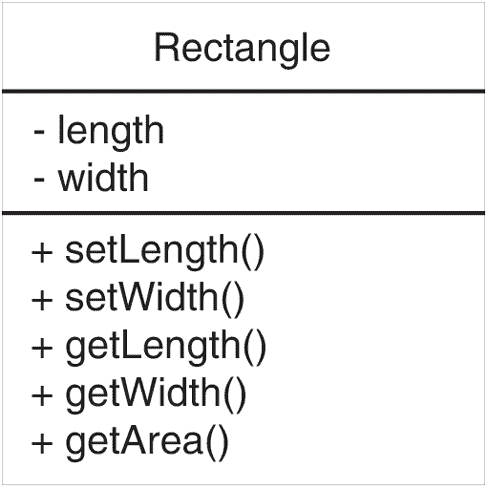 Rectangle
- length
- width
+ setLength()
+ setWidth()
+ getLength()
+ getWidth()
+ getArea()